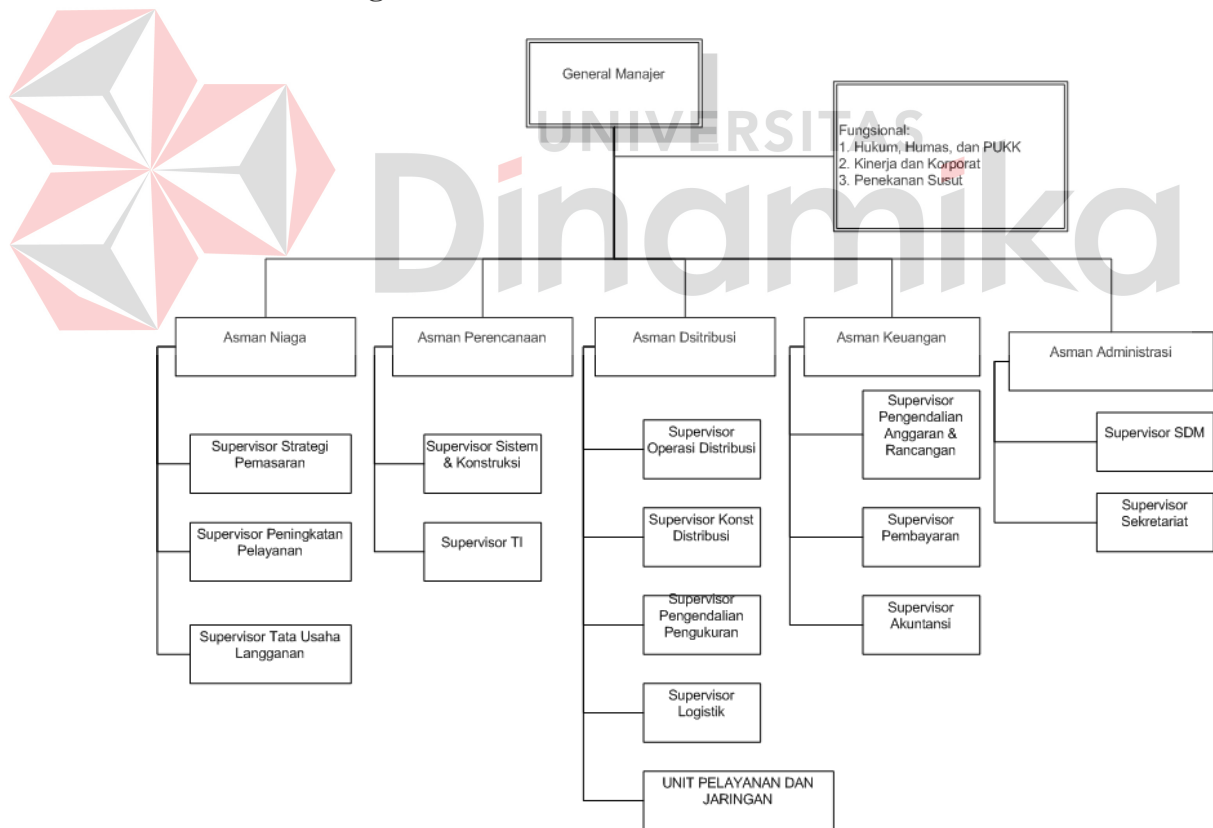 General Manajer
UNIVERSITAS
Dinamika
Fungsional:
1. Hukum, Humas, dan PUKK
2. Kinerja dan Korporat
3. Penekanan Susut
Asman Niaga
Asman Perencanaan
Asman Dsitribusi
Asman Keuangan
Asman Administrasi
Supervisor Strategi
Pemasaran
Supervisor Peningkatan
Pelayanan
Supervisor Tata Usaha
Langganan
Supervisor Sistem
& Konstruksi
Supervisor TI
Supervisor
Operasi Distribusi
Supervisor Konst
Distribusi
Supervisor
Pengendalian
Pengukuran
Supervisor
Logistik
UNIT PELAYANAN DAN
JARINGAN
Supervisor
Pengendalian
Anggaran &
Rancangan
Supervisor
Pembayaran
Supervisor
Akuntansi
Supervisor SDM
Supervisor
Sekretariat